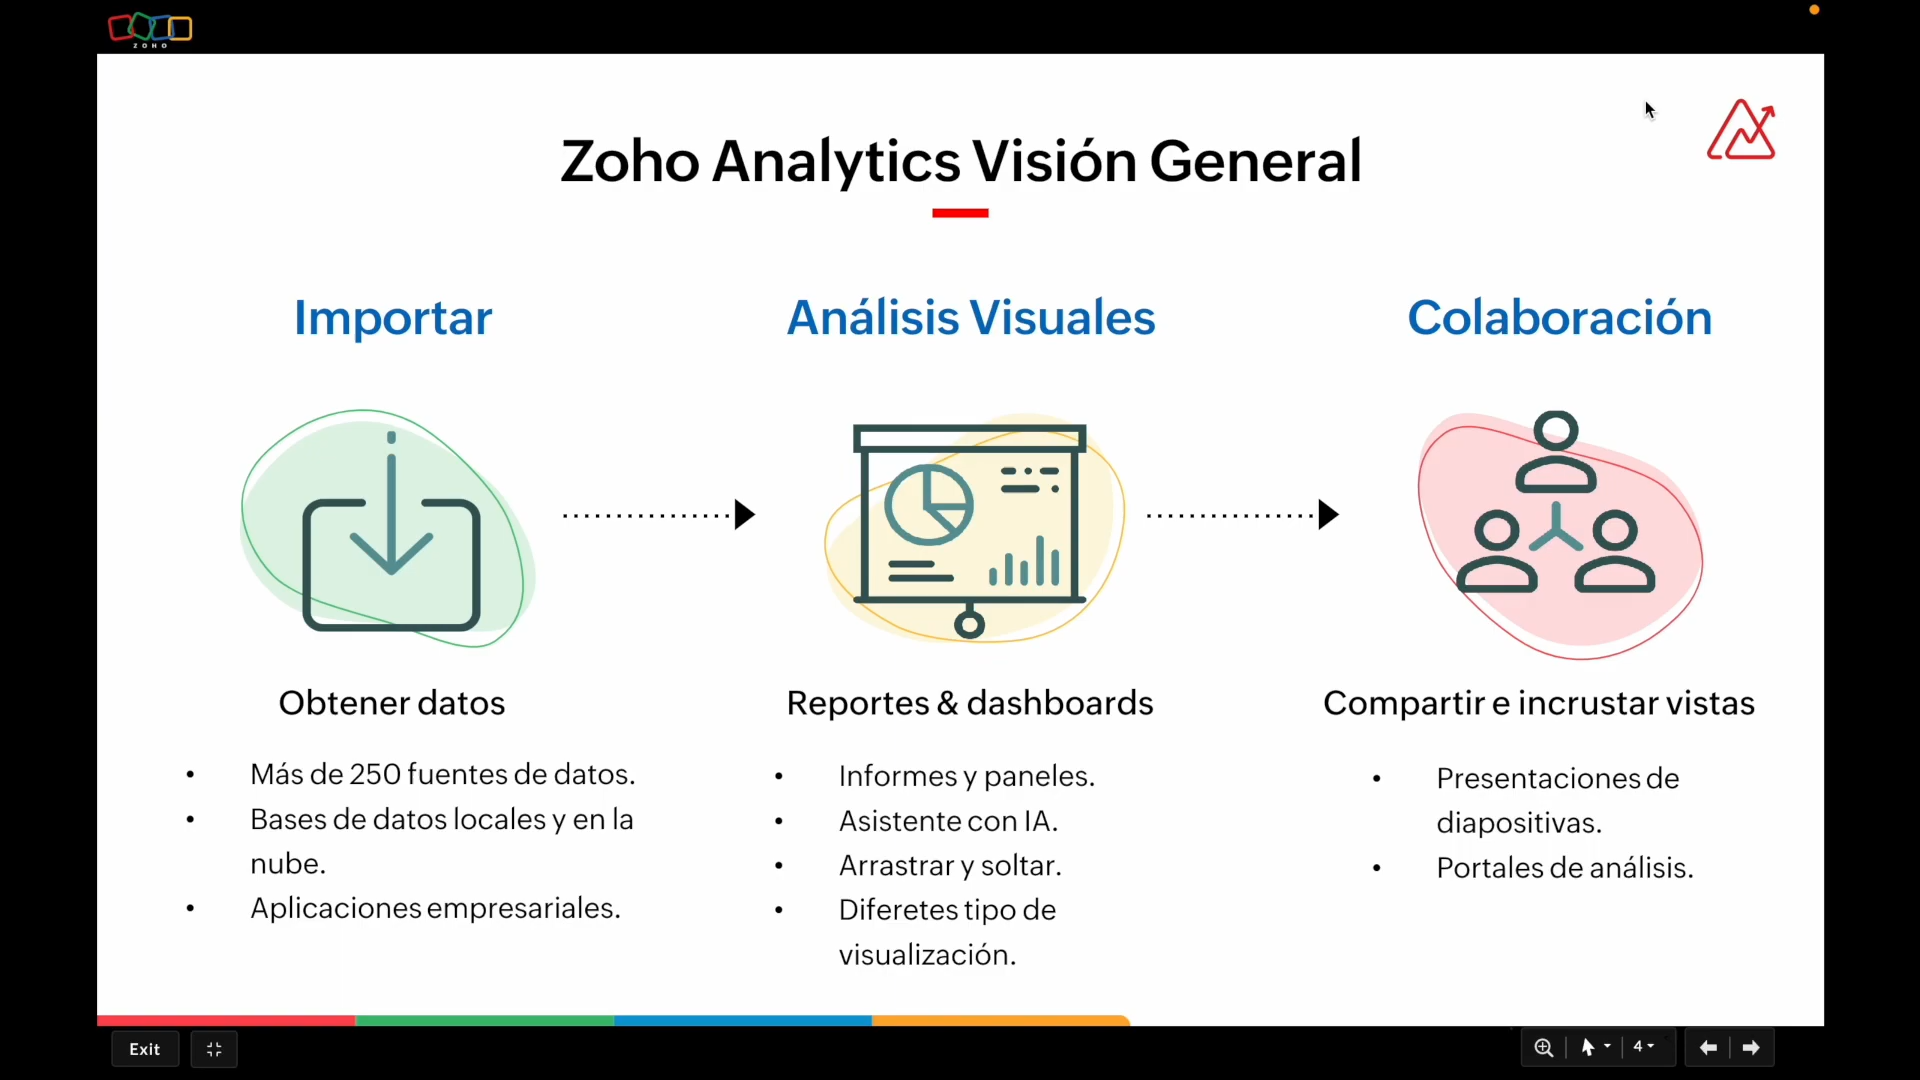 ZOHO
Zoho Analytics Visión General
Importar
Análisis Visuales
Colaboración
Obtener datos
Reportes & dashboards
Compartir e incrustar vistas
• Más de 250 fuentes de datos.
• Bases de datos locales y en la
nube.
• Aplicaciones empresariales.
• Informes y paneles.
• Asistente con IA.
• Arrastrar y soltar.
• Diferetes tipo de
visualización.
• Presentaciones de
diapositivas.
• Portales de análisis.
Exit
4